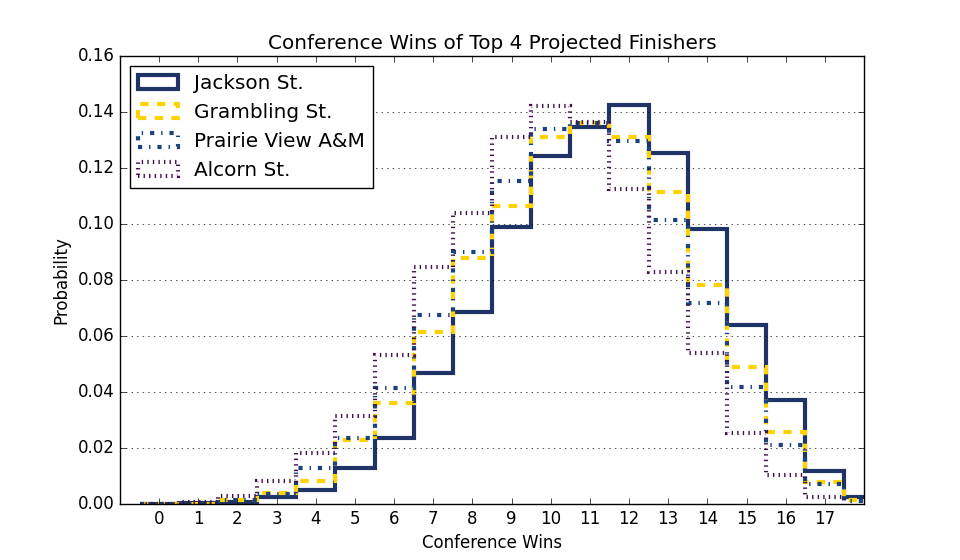 Conference Wins of Top 4 Projected Finishers
0.16
0.14
0.12
0.10
0.08
0.06
0.04
0.02
0.00
Probability
Jackson St.
Grambling St.
Prairie View A&M
Alcorn St.
0 1 2 3 4 5 6 7 8 9 10 11 12 13 14 15 16 17
Conference Wins